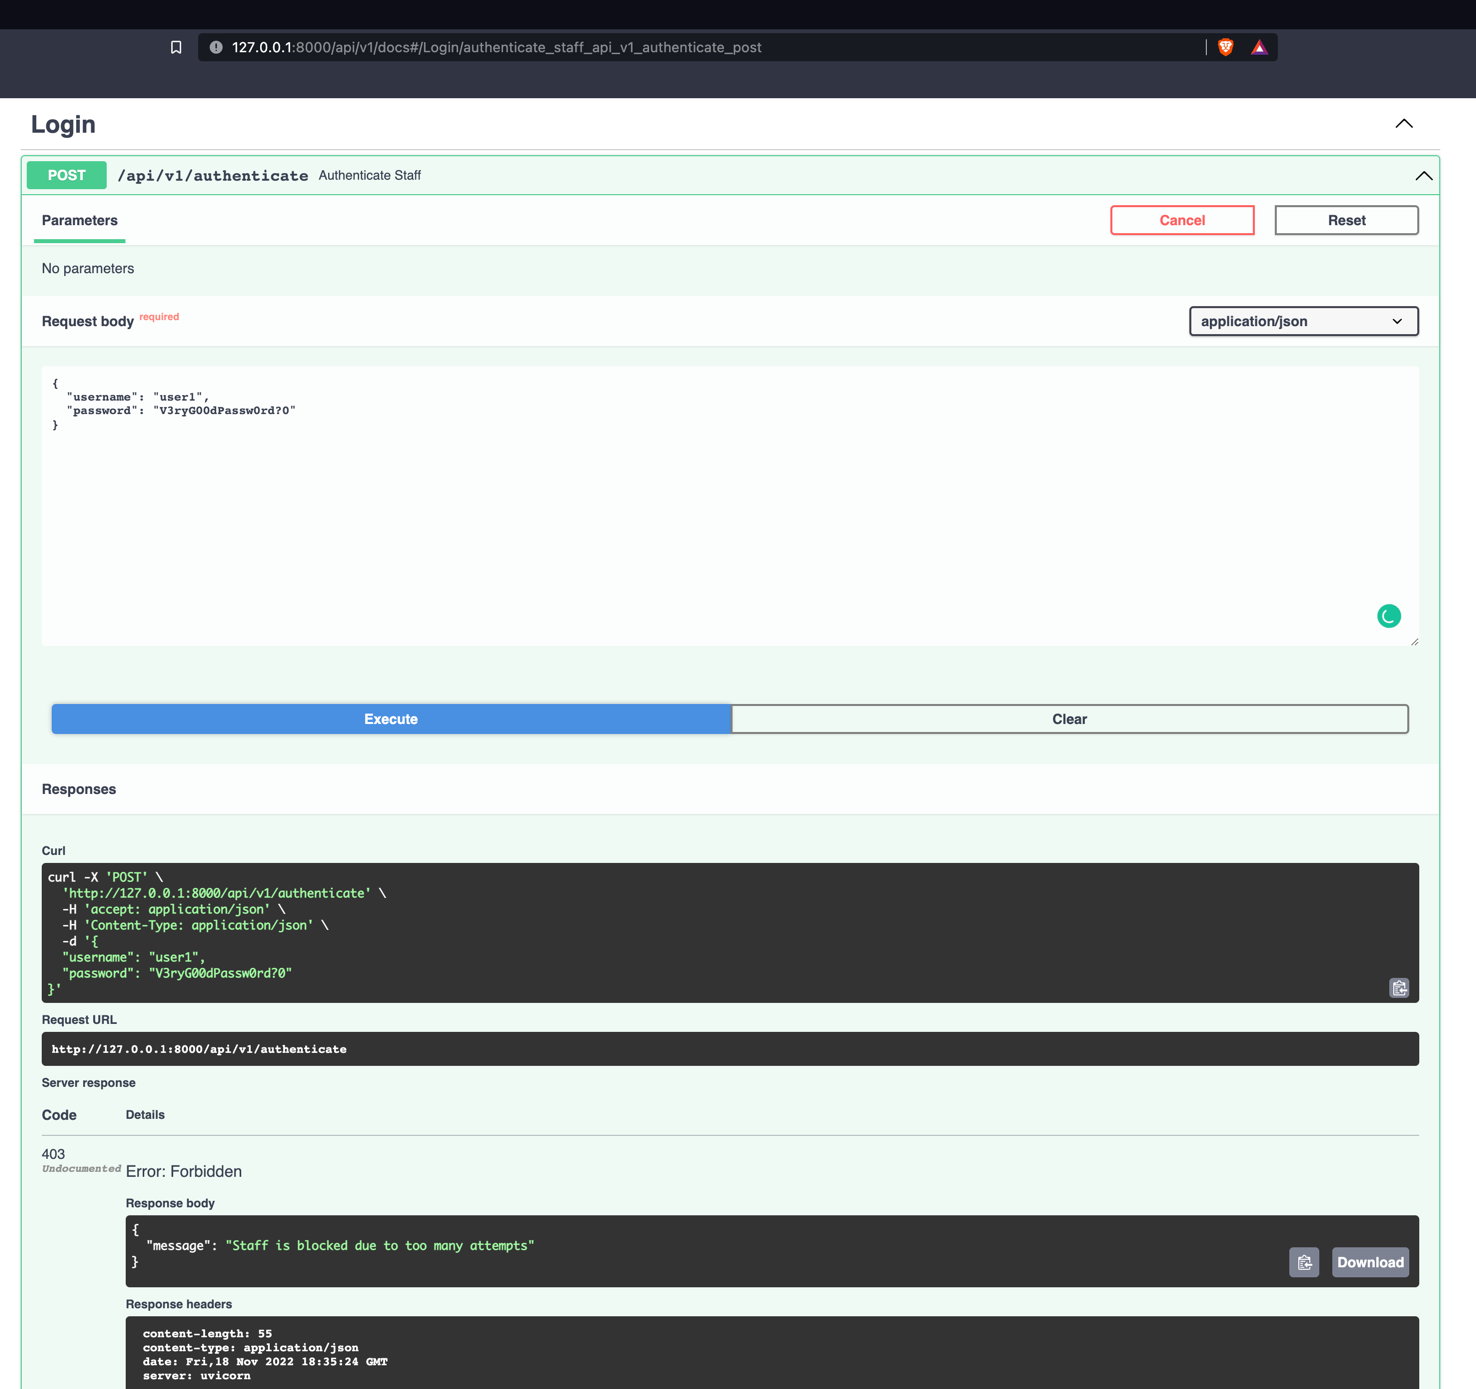 127.0.0.1:8000/api/v1/docs#/Login/authenticate_staff_api_v1_authenticate_post
Login
POST /api/v1/authenticate Authenticate Staff
Parameters Cancel Reset
No parameters
Request body required application/json
{
"username": "user1",
"password": "V3ryG00dPassw0rd?0"
}
Execute Clear
Responses
Curl
curl -X 'POST' \
'http://127.0.0.1:8000/api/v1/authenticate' \
-H 'accept: application/json' \
-H 'Content-Type: application/json' \
-d '{
"username": "user1",
"password": "V3ryG00dPassw0rd?0"
}'
Request URL
http://127.0.0.1:8000/api/v1/authenticate
Server response
Code Details
403
Undocumented Error: Forbidden
Response body
{
"message": "Staff is blocked due to too many attempts"
}
Download
Response headers
content-length: 55
content-type: application/json
date: Fri,18 Nov 2022 18:35:24 GMT
server: uvicorn